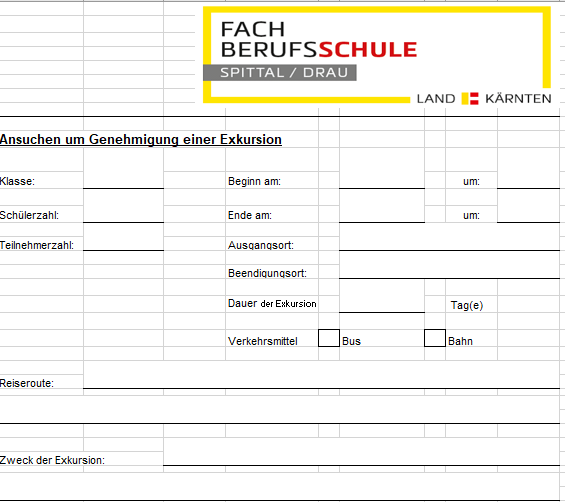 FACH
BERUFSSCHULE
SPITTAL / DRAU
LAND KÄRNTEN
Ansuchen um Genehmigung einer Exkursion
Klasse: Beginn am: um:
Schülerzahl: Ende am: um:
Teilnehmerzahl: Ausgangsort:
Beendigungsort:
Dauer der Exkursion Tag(e)
Verkehrsmittel Bus Bahn
Reiseroute:
Zweck der Exkursion: